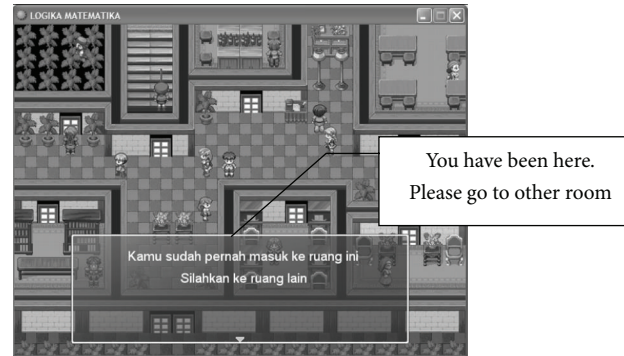 LOGIKA MATEMATIKA
You have been here.
Please go to other room
Kamu sudah pernah masuk ke ruang ini
Silahkan ke ruang lain